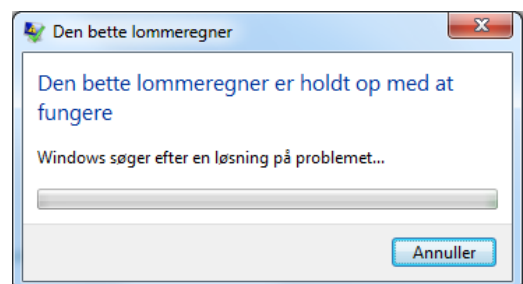 Den bette lommeregner
Den bette lommeregner er holdt op med at
fungere
Windows søger efter en løsning på problemet...
Annuller